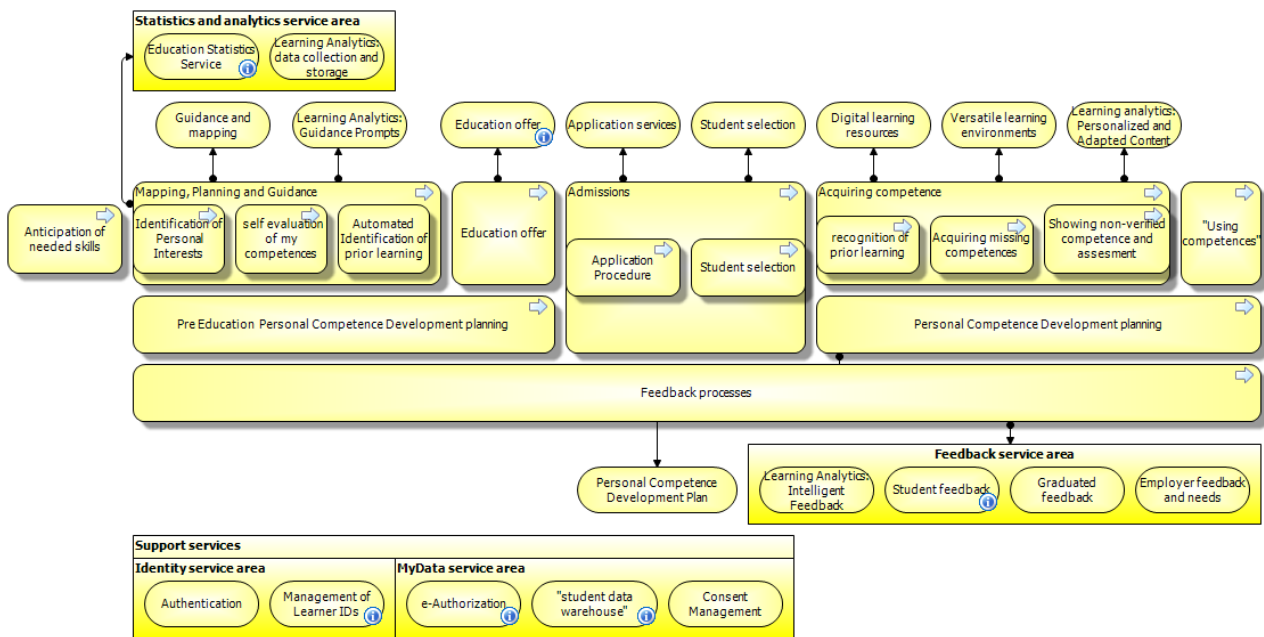 Statistics and analytics service area
Education Statistics
Service
Learning Analytics:
data collection and
storage
Guidance and
mapping
Learning Analytics:
Guidance Prompts
Education offer
Application services
Student selection
Digital learning
resources
Versatile learning
environments
Learning analytics:
Personalized and
Adapted Content
Anticipation of
needed skills
Mapping, Planning and Guidance
Identification of
Personal
Interests
self evaluation
of my
competences
Automated
Identification of
prior learning
Education offer
Admissions
Application
Procedure
Student selection
Acquiring competence
recognition of
prior learning
Acquiring missing
competences
Showing non-verified
competence and
assesment
"Using
competences"
Pre Education Personal Competence Development planning
Personal Competence Development planning
Feedback processes
Personal Competence
Development Plan
Feedback service area
Learning Analytics:
Intelligent
Feedback
Student feedback
Graduated
feedback
Employer feedback
and needs
Support services
Identity service area
Authentication
Management of
Learner IDs
MyData service area
e-Authorization
"student data
warehouse"
Consent
Management